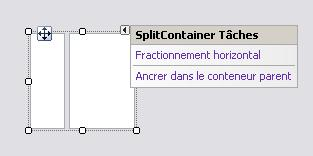 SplitContainer Tâches
Fractionnement horizontal
Ancrer dans le conteneur parent